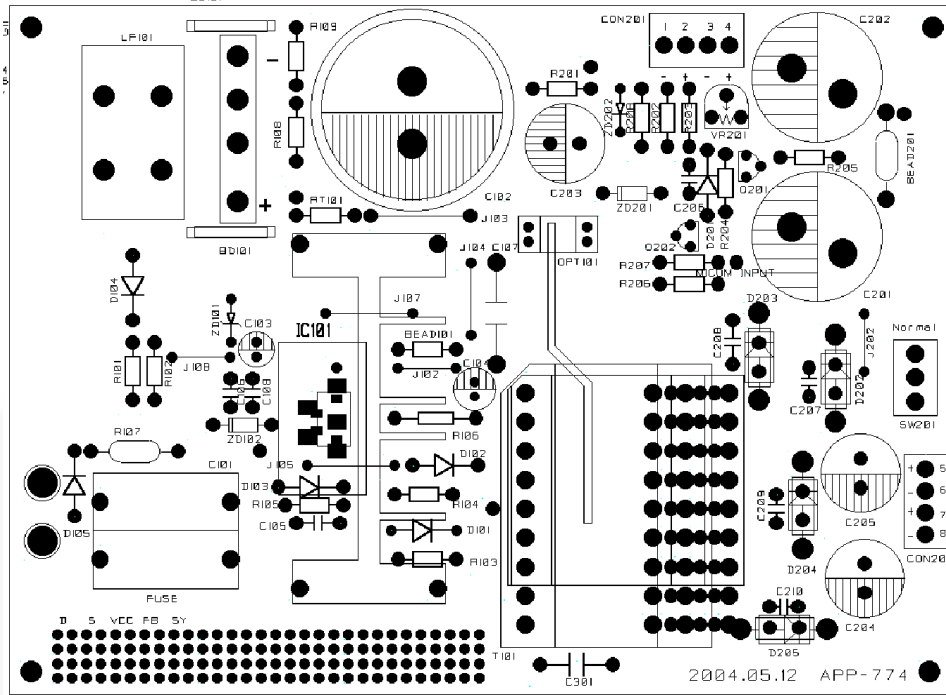 R109
LF101
CON201
C202
1 2 3 4
-
- + - +
R201
ZD202
R202
R203
R108
VR201
R205
BEAD201
C203
Q201
C102
ZD201
C206
+
RT101
J103
D201
R204
BD101
J104
C107
OPT101
Q202
R207
NICUM INPUT
R206
C201
D104
D203
ZD101
C103
IC101
J107
BEAD101
C208
Normal
J202
R101
R102
J108
J102
C104
D202
C106
C108
C207
SW201
ZD102
R106
R107
C101
J105
D102
D103
R105
R104
C209
C205
+ 5
- 6
+ 7
- 8
D105
C105
D101
CON20
R103
D204
FUSE
C210
C204
D S VCC FB SY
T101
D205
C301
2004.05.12 APP-774